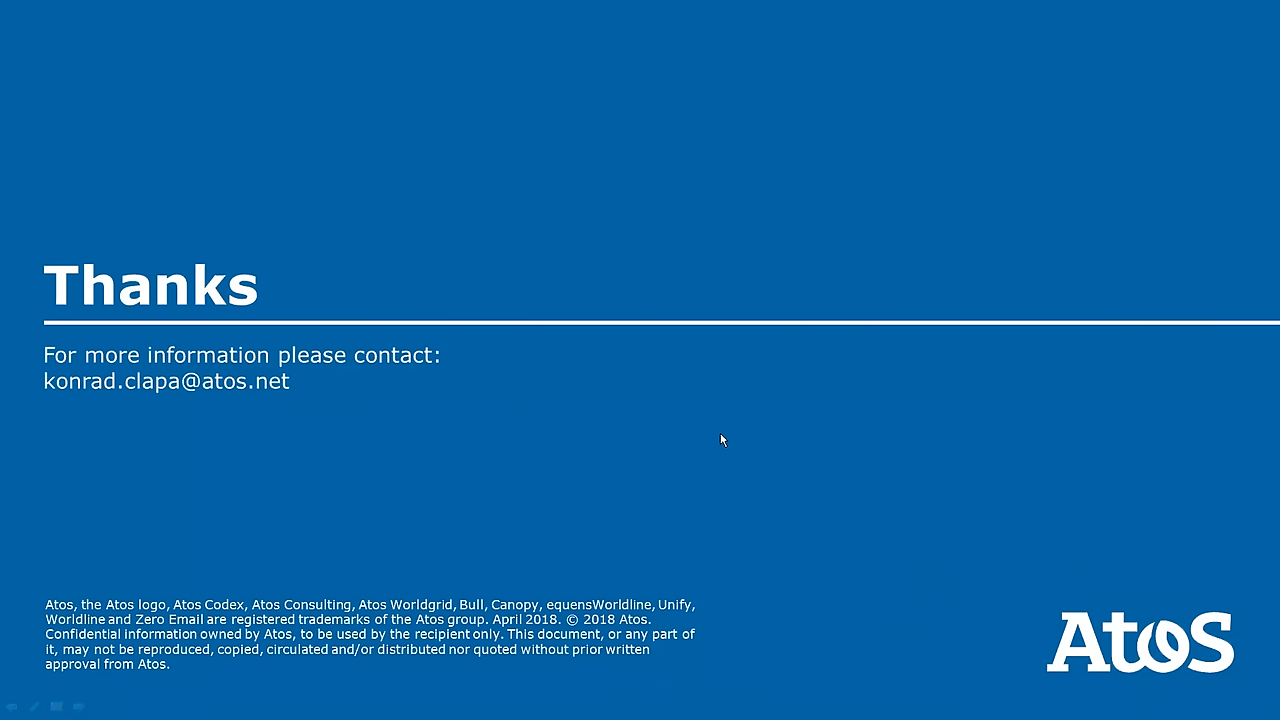 Thanks
For more information please contact:
konrad.clapa@atos.net
Atos, the Atos logo, Atos Codex, Atos Consulting, Atos Worldgrid, Bull, Canopy, equensWorldline, Unify,
Worldline and Zero Email are registered trademarks of the Atos group. April 2018. © 2018 Atos.
Confidential information owned by Atos, to be used by the recipient only. This document, or any part of
it, may not be reproduced, copied, circulated and/or distributed nor quoted without prior written
approval from Atos.
Atos